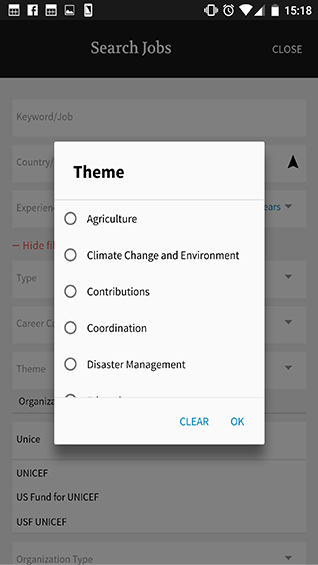 15:18
Search Jobs
CLOSE
Keyword/Job
Country/
Experien
ears
— Hide fil
Type
Career Ca
Theme
Organiza
Theme
Agriculture
Climate Change and Environment
Contributions
Coordination
Disaster Management
CLEAR
OK
Unice
UNICEF
US Fund for UNICEF
USF UNICEF
Organization Type